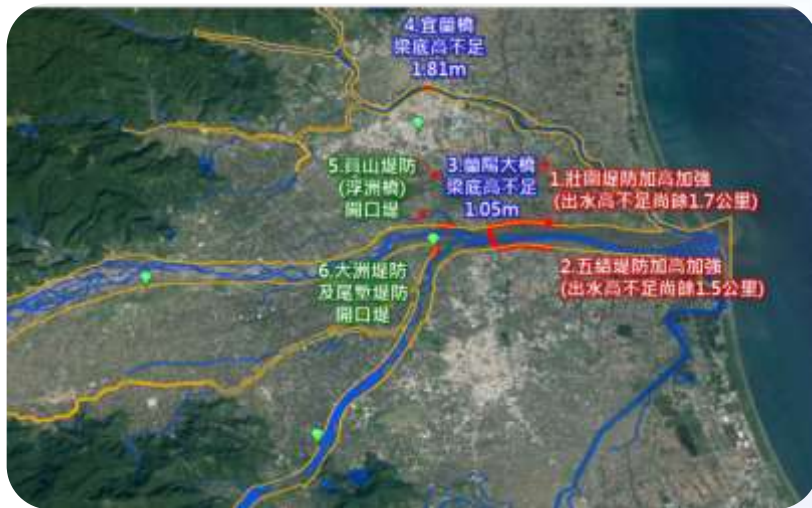 4.宜蘭橋
梁底高不足
1.81m
5.員山堤防
(浮洲橋)
開口堤
3.蘭陽大橋
梁底高不足
1.05m
1.壯圍堤防加高加強
(出水高不足尚餘1.7公里)
2.五結堤防加高加強
(出水高不足尚餘1.5公里)
6.大洲堤防
及尾塹堤防
開口堤